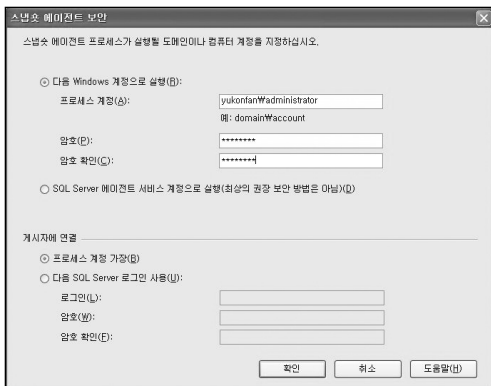 스냅숏 에이전트 보안
스냅숏 에이전트 프로세스가 실행될 도메인이나 컴퓨터 계정을 지정하십시오.
다음 Windows 계정으로 실행(R):
프로세스 계정(A):
yukonfan₩administrator
예: domain₩account
암호(P):
********
암호 확인(C):
********
SQL Server 에이전트 서비스 계정으로 실행(최상의 권장 보안 방법은 아님)(D)
게시자에 연결
프로세스 계정 가장(B)
다음 SQL Server 로그인 사용(U):
로그인(L):
암호(W):
암호 확인(F):
확인
취소
도움말(H)